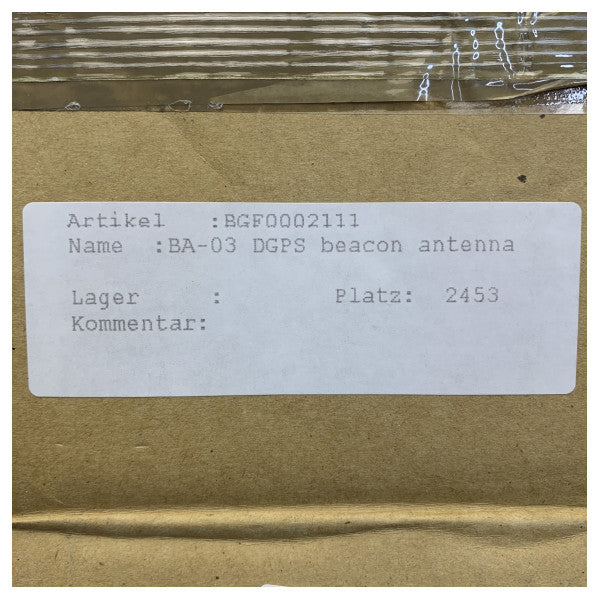 Artikel :BGF0002111
Name :BA-03 DGPS beacon antenna
Lager : Platz: 2453
Kommentar: